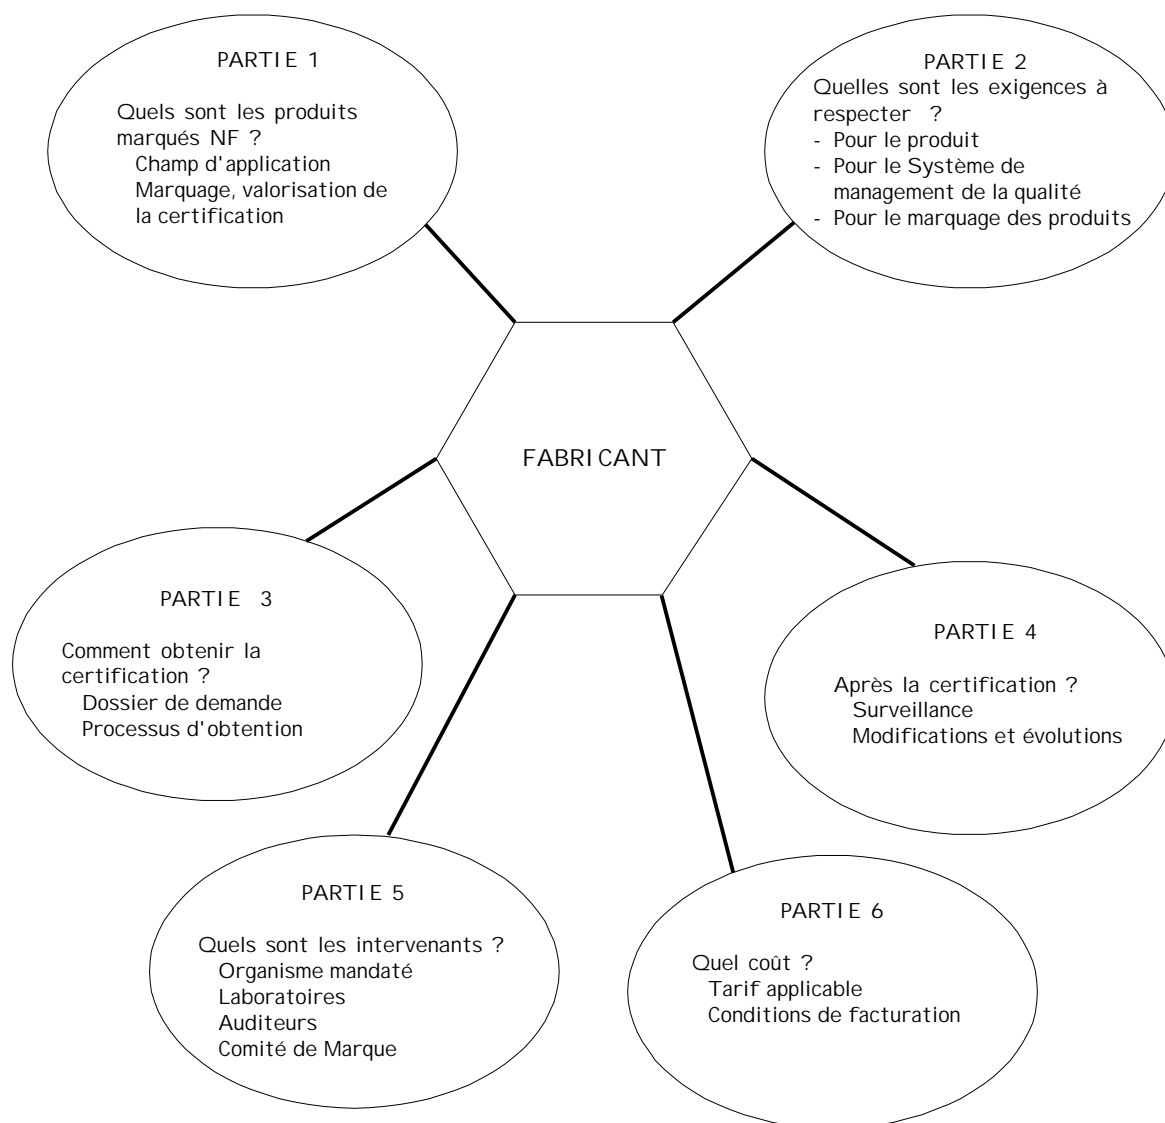 PARTIE 1
Quels sont les produits
marqués NF ?
Champ d'application
Marquage, valorisation de
la certification
PARTIE 2
Quelles sont les exigences à
respecter ?
- Pour le produit
- Pour le Système de
management de la qualité
- Pour le marquage des produits
FABRICANT
PARTIE 3
Comment obtenir la
certification ?
Dossier de demande
Processus d'obtention
PARTIE 4
Après la certification ?
Surveillance
Modifications et évolutions
PARTIE 5
Quels sont les intervenants ?
Organisme mandaté
Laboratoires
Auditeurs
Comité de Marque
PARTIE 6
Quel coût ?
Tarif applicable
Conditions de facturation